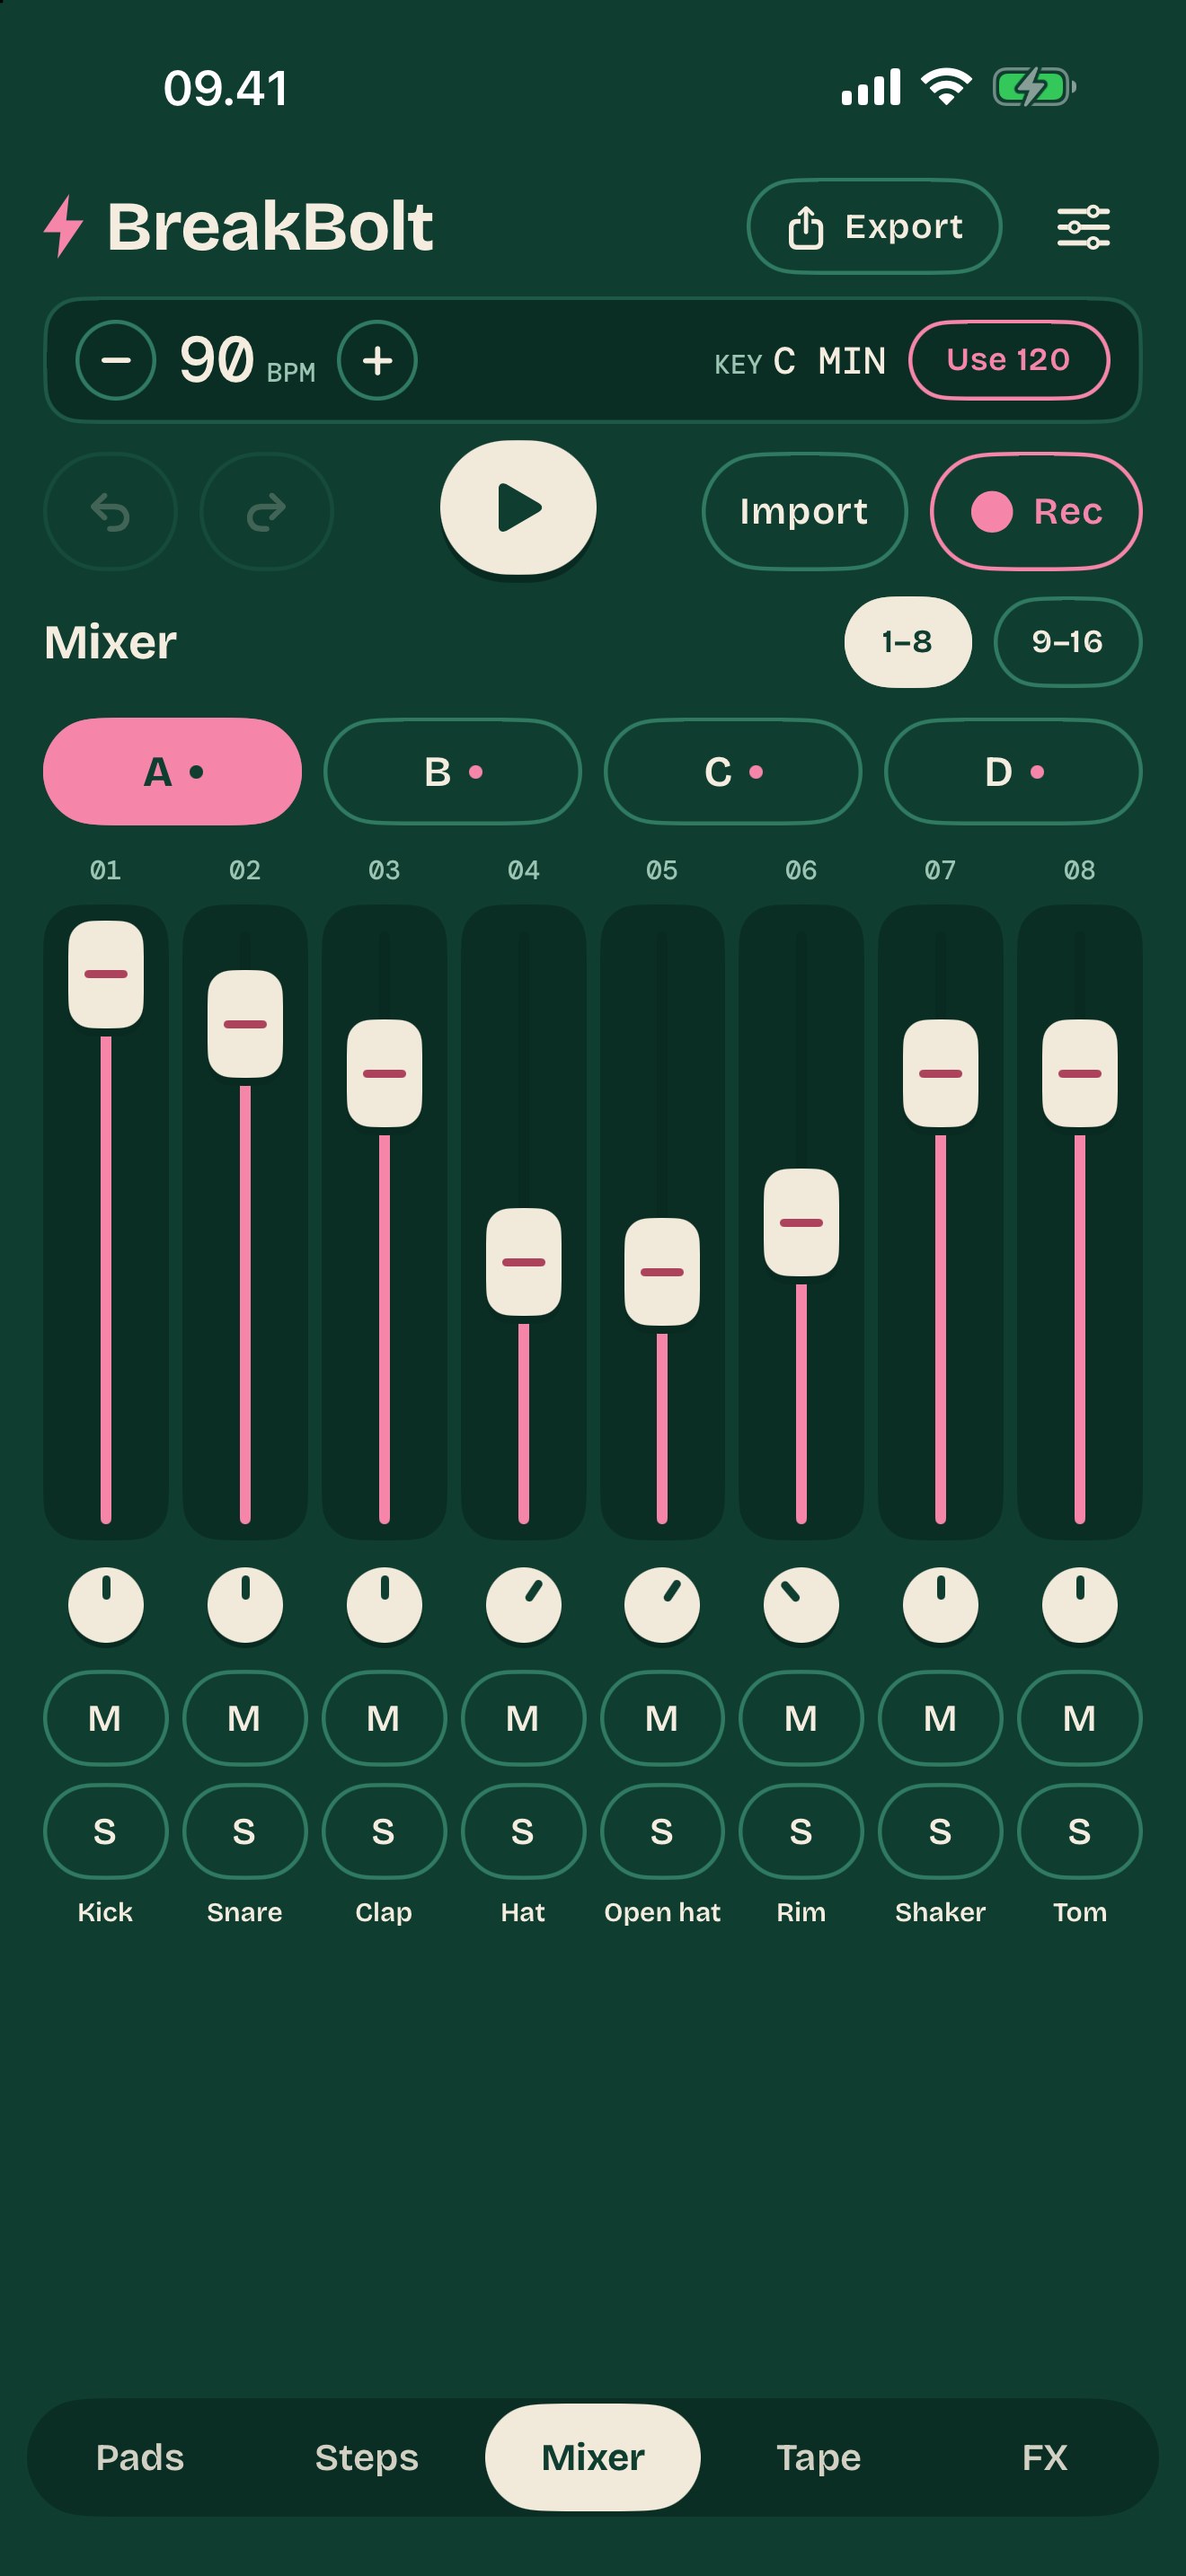 09.41
BreakBolt
Export
90 BPM
KEY C MIN
Use 120
Import
Rec
Mixer
1–8
9–16
A
B
C
D
01 02 03 04 05 06 07 08
M M M M M M M M
S S S S S S S S
Kick Snare Clap Hat Open hat Rim Shaker Tom
Pads Steps Mixer Tape FX